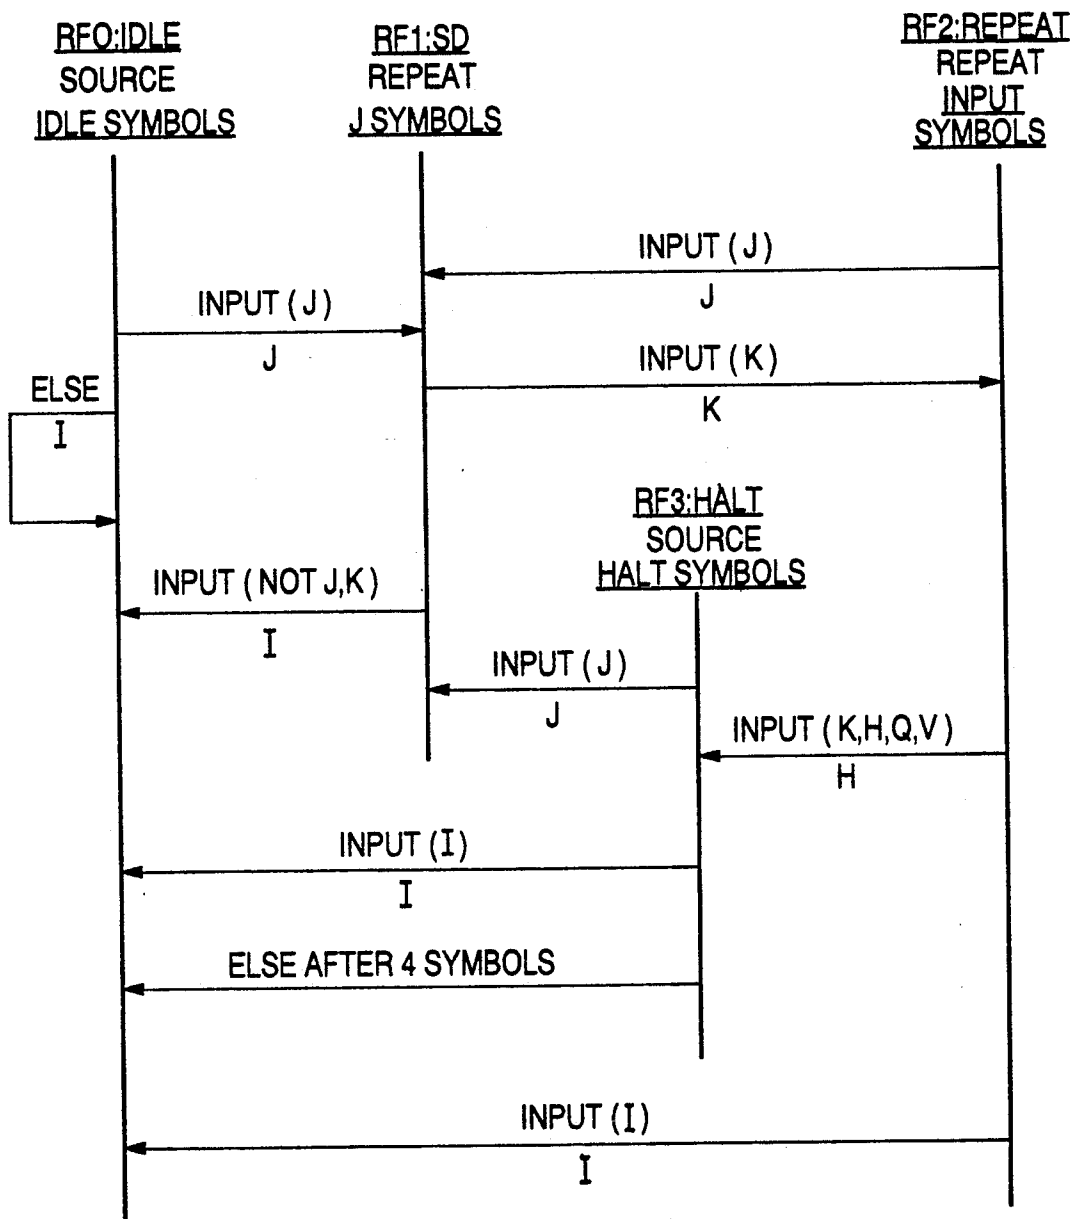 RF0:IDLE
SOURCE
IDLE SYMBOLS
RF1:SD
REPEAT
J SYMBOLS
RF2:REPEAT
REPEAT
INPUT
SYMBOLS
INPUT (J)
J
INPUT (J)
J
INPUT (K)
K
ELSE
I
RF3:HALT
SOURCE
HALT SYMBOLS
INPUT (NOT J,K)
I
INPUT (J)
J
INPUT (K,H,Q,V)
H
INPUT (I)
I
ELSE AFTER 4 SYMBOLS
INPUT (I)
I